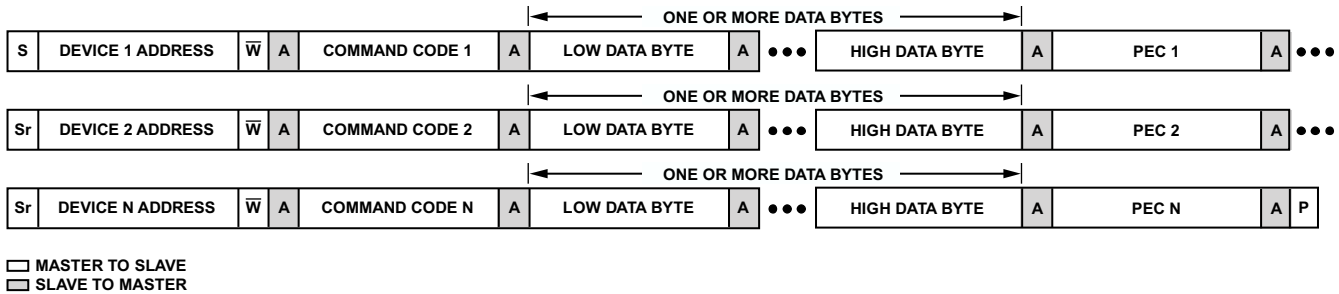 ONE OR MORE DATA BYTES
S DEVICE 1 ADDRESS W̅ A COMMAND CODE 1 A LOW DATA BYTE A ••• HIGH DATA BYTE A PEC 1 A •••
ONE OR MORE DATA BYTES
Sr DEVICE 2 ADDRESS W̅ A COMMAND CODE 2 A LOW DATA BYTE A ••• HIGH DATA BYTE A PEC 2 A •••
ONE OR MORE DATA BYTES
Sr DEVICE N ADDRESS W̅ A COMMAND CODE N A LOW DATA BYTE A ••• HIGH DATA BYTE A PEC N A P
MASTER TO SLAVE
SLAVE TO MASTER